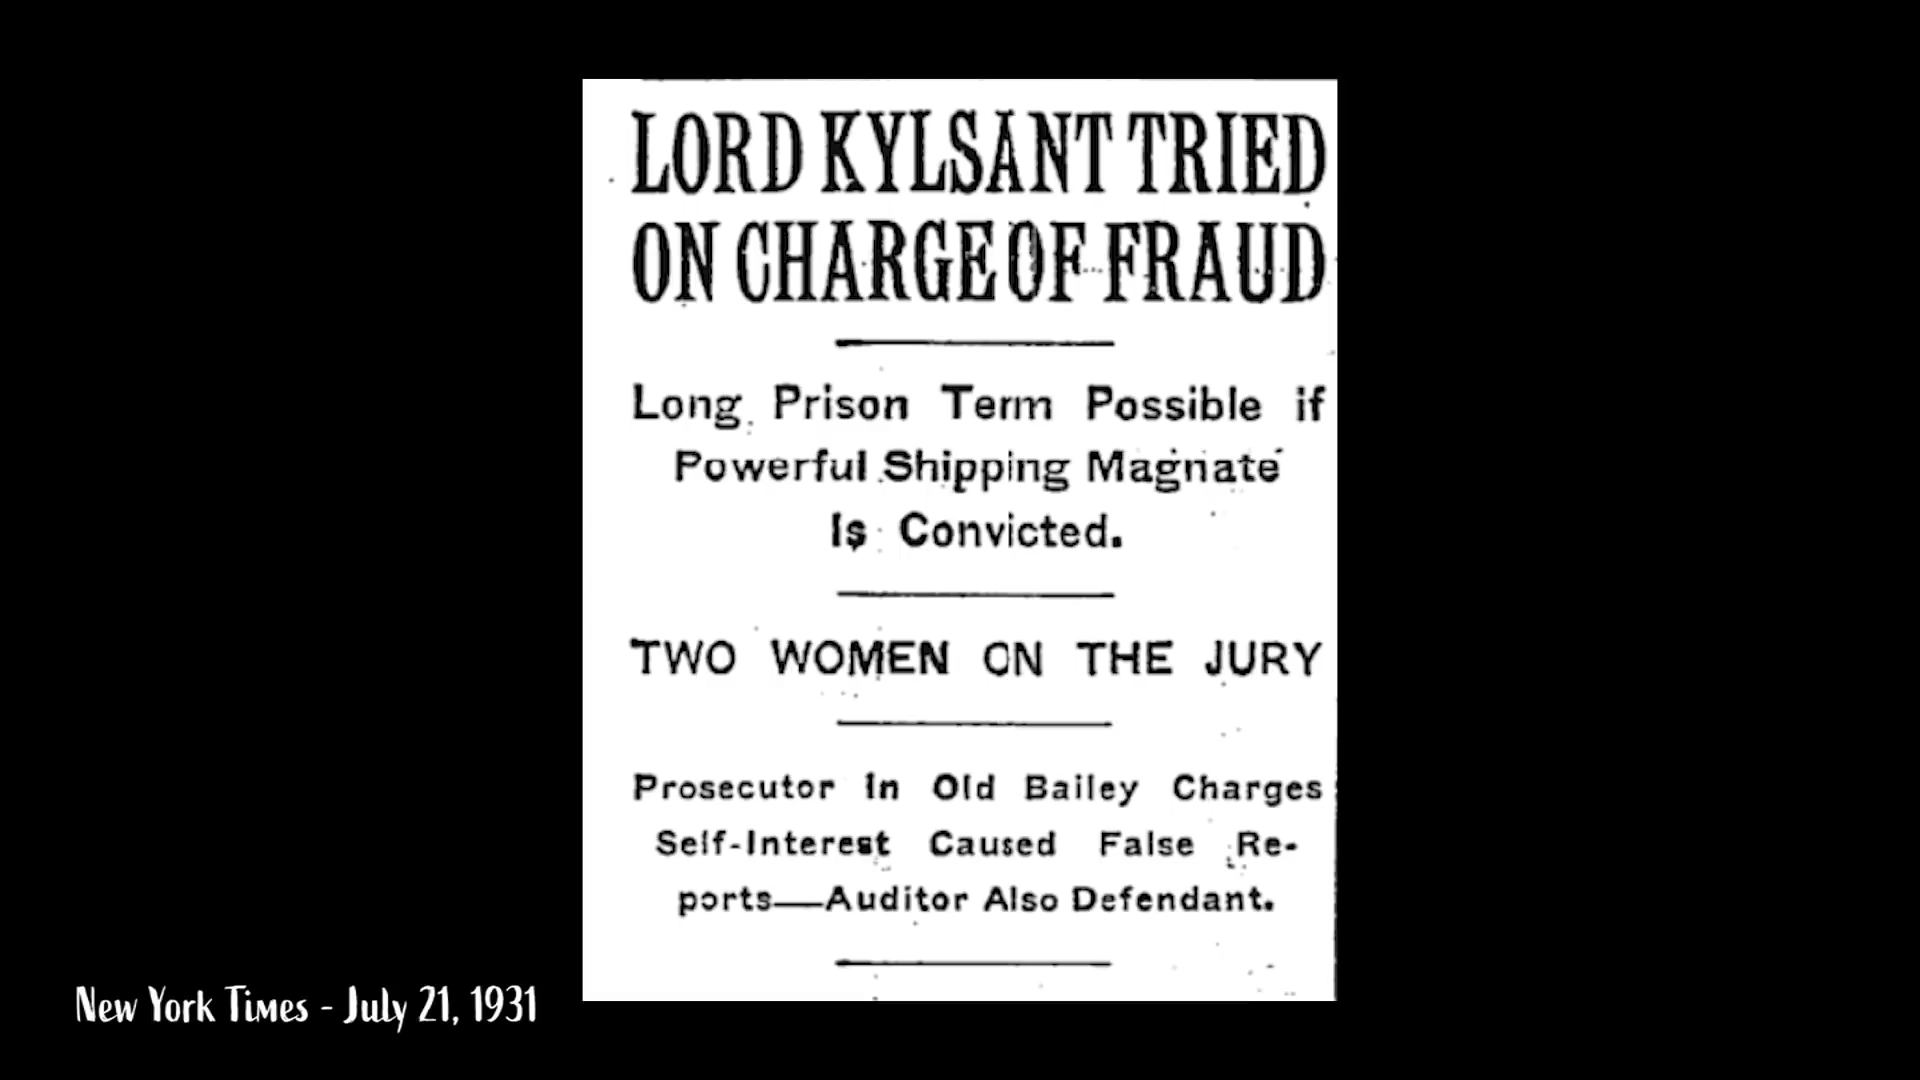 LORD KYLSANT TRIED
ON CHARGE OF FRAUD
Long Prison Term Possible if
Powerful Shipping Magnate
Is Convicted.
TWO WOMEN ON THE JURY
Prosecutor in Old Bailey Charges
Self-Interest Caused False Re-
ports—Auditor Also Defendant.
New York Times - July 21, 1931